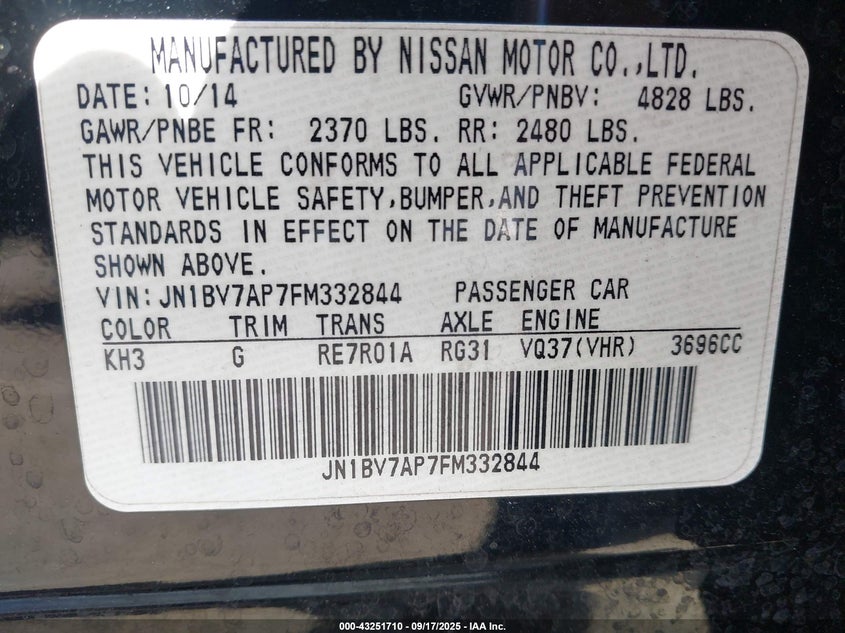 MANUFACTURED BY NISSAN MOTOR CO.,LTD.
DATE: 10/14 GVWR/PNBV: 4828 LBS.
GAWR/PNBE FR: 2370 LBS. RR: 2480 LBS.
THIS VEHICLE CONFORMS TO ALL APPLICABLE FEDERAL
MOTOR VEHICLE SAFETY,BUMPER,AND THEFT PREVENTION
STANDARDS IN EFFECT ON THE DATE OF MANUFACTURE
SHOWN ABOVE.
VIN:JN1BV7AP7FM332844 PASSENGER CAR
COLOR TRIM TRANS AXLE ENGINE
KH3 G RE7R01A RG31 VQ37(VHR) 3696CC
JN1BV7AP7FM332844
000-43251710 - 09/17/2025 - IAA Inc.